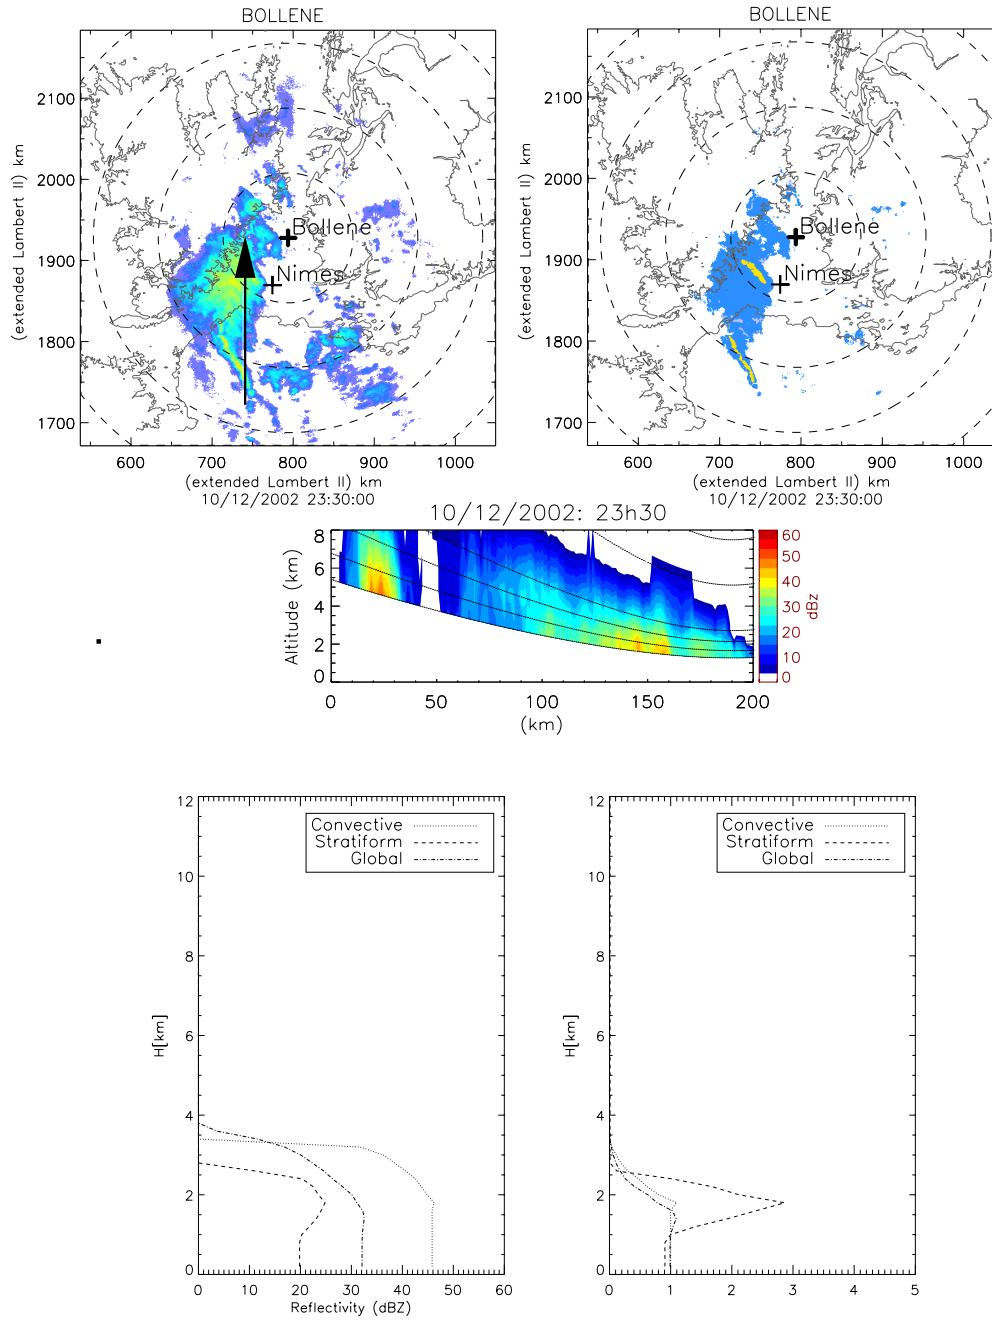 BOLLENE
BOLLENE
2100
2000
1900
1800
1700
(extended Lambert II) km
Bollene
Nimes
600 700 800 900 1000
(extended Lambert II) km
10/12/2002 23:30:00
2100
2000
1900
1800
1700
(extended Lambert II) km
Bollene
Nimes
600 700 800 900 1000
(extended Lambert II) km
10/12/2002 23:30:00
10/12/2002: 23h30
8
6
4
2
0
Altitude (km)
0 50 100 150 200
(km)
60
50
40
30
20
10
0
dBz
12
10
8
6
4
2
0
H[km]
Convective
Stratiform
Global
0 10 20 30 40 50 60
Reflectivity (dBZ)
12
10
8
6
4
2
0
H[km]
Convective
Stratiform
Global
0 1 2 3 4 5